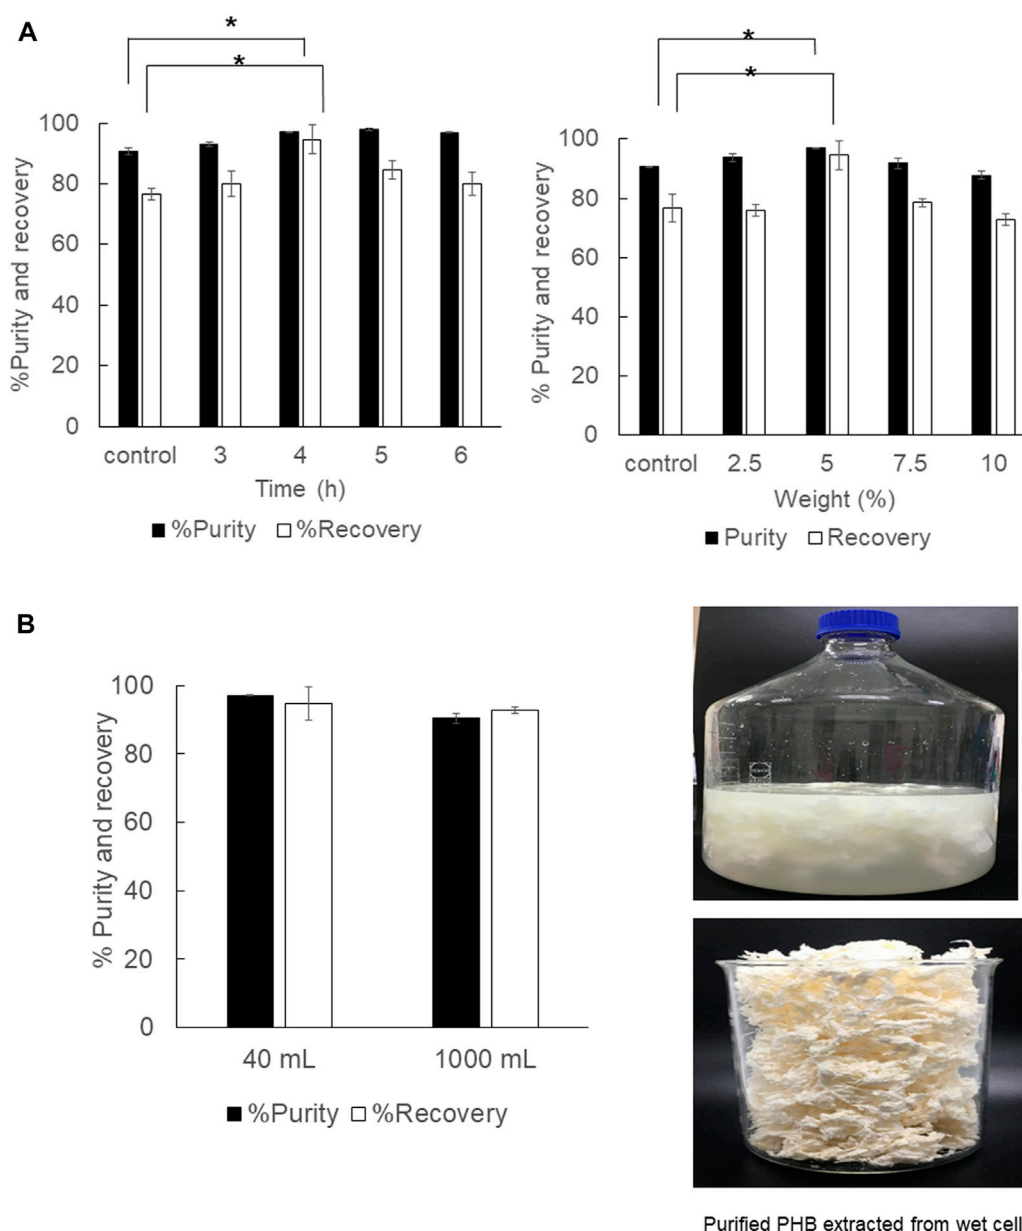 A
*
*
100
80
60
40
20
0
%Purity and recovery
control 3 4 5 6
Time (h)
%Purity %Recovery
*
*
100
80
60
40
20
0
% Purity and recovery
control 2.5 5 7.5 10
Weight (%)
Purity Recovery
B
100
80
60
40
20
0
% Purity and recovery
40 mL 1000 mL
%Purity %Recovery
Purified PHB extracted from wet cell